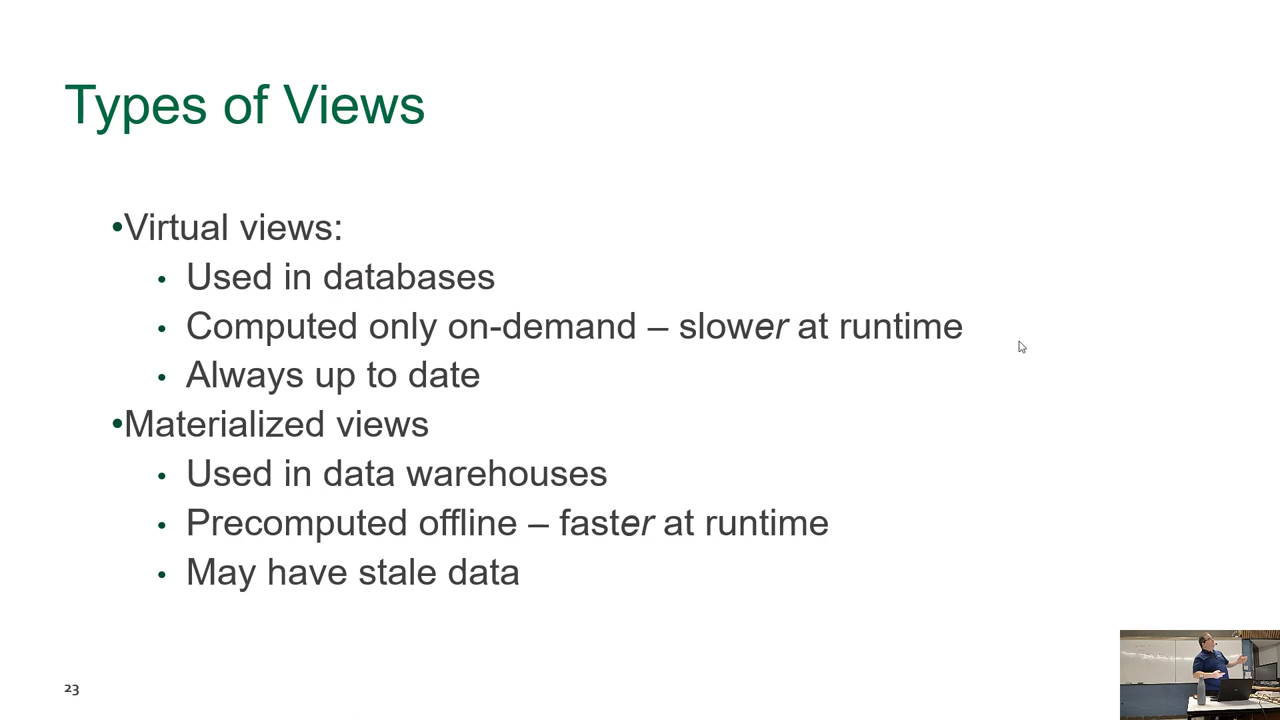 Types of Views
•Virtual views:
• Used in databases
• Computed only on-demand – slower at runtime
• Always up to date
•Materialized views
• Used in data warehouses
• Precomputed offline – faster at runtime
• May have stale data
23